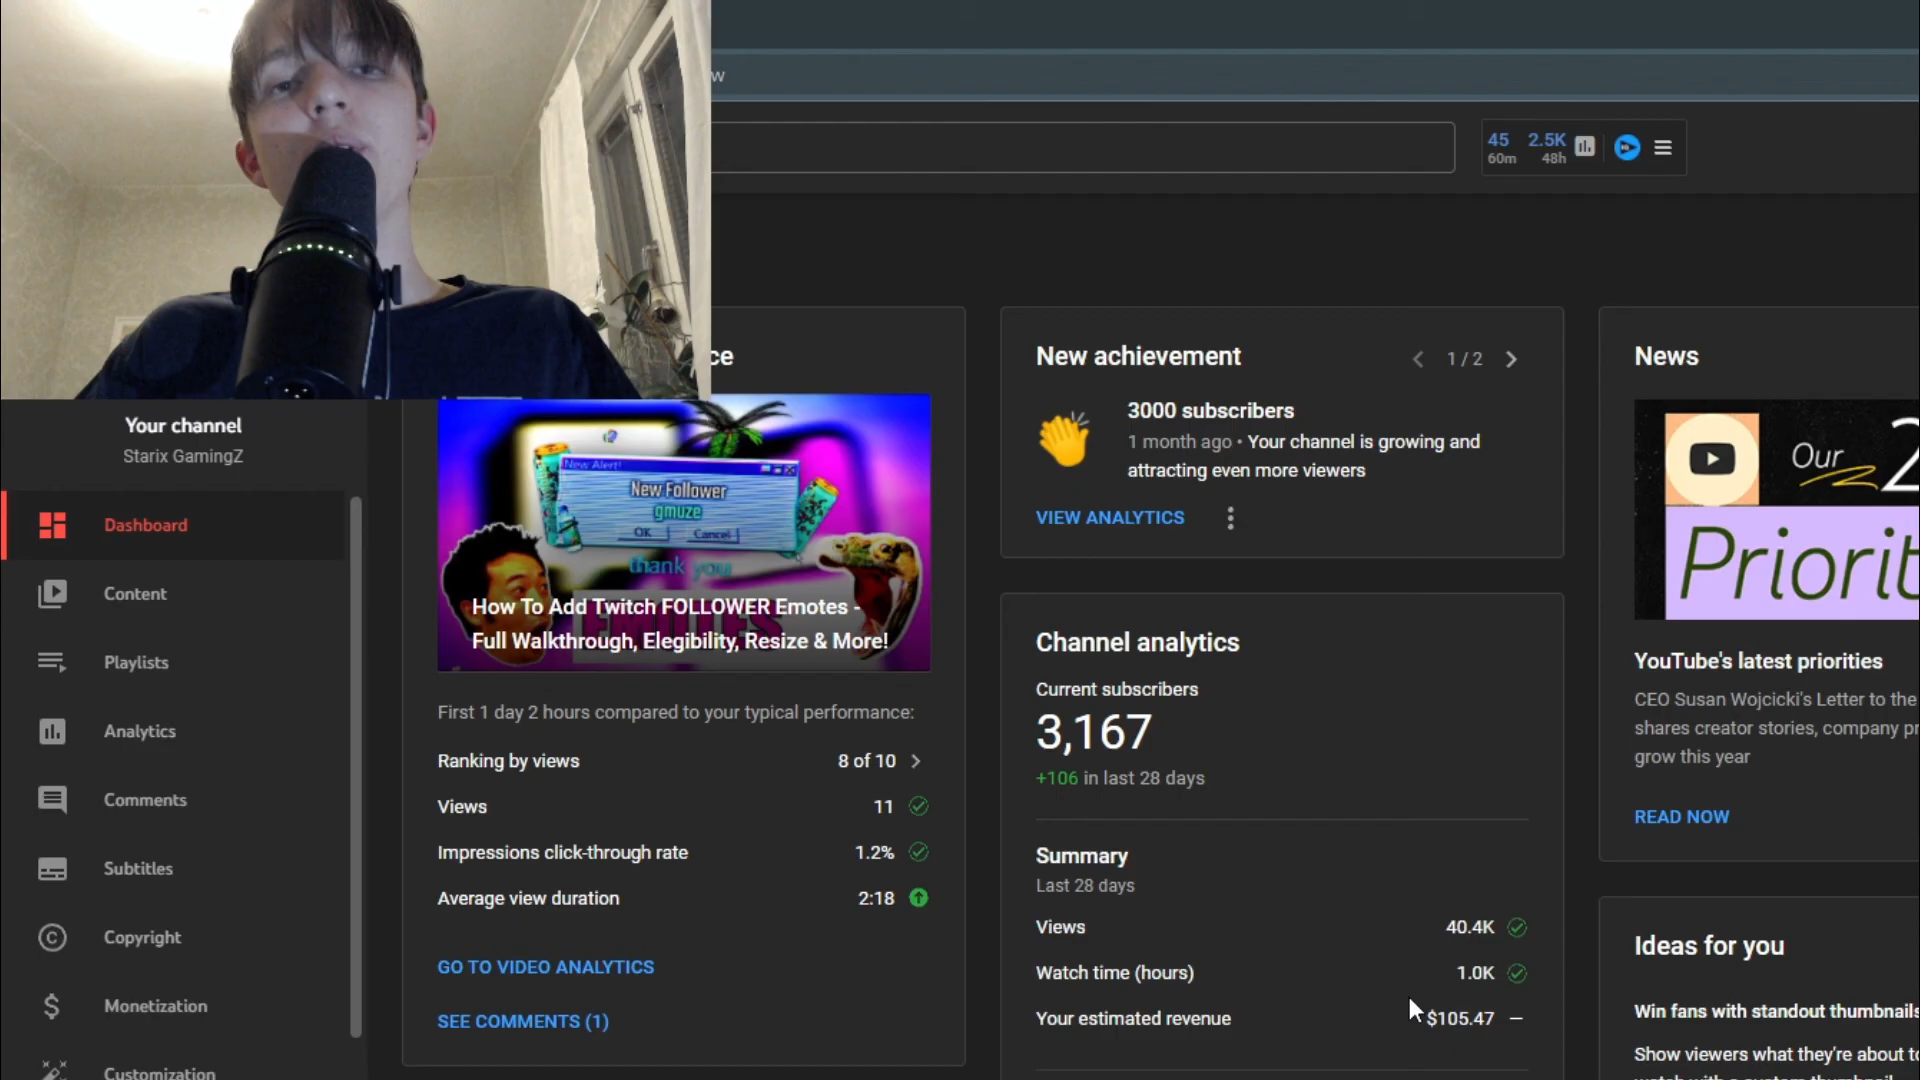 w
45 2.5K
60m 48h
ce
Your channel
Starix GamingZ
Dashboard
Content
Playlists
Analytics
Comments
Subtitles
Copyright
Monetization
Customization
New Alert!
New Follower
gmuze
OK Cancel
thank you
EMOTES
How To Add Twitch FOLLOWER Emotes -
Full Walkthrough, Elegibility, Resize & More!
First 1 day 2 hours compared to your typical performance:
Ranking by views 8 of 10
Views 11
Impressions click-through rate 1.2%
Average view duration 2:18
GO TO VIDEO ANALYTICS
SEE COMMENTS (1)
New achievement
1 / 2
3000 subscribers
1 month ago • Your channel is growing and
attracting even more viewers
VIEW ANALYTICS
Channel analytics
Current subscribers
3,167
+106 in last 28 days
Summary
Last 28 days
Views 40.4K
Watch time (hours) 1.0K
Your estimated revenue $105.47 —
News
Our 2
Priorit
YouTube's latest priorities
CEO Susan Wojcicki's Letter to the
shares creator stories, company pr
grow this year
READ NOW
Ideas for you
Win fans with standout thumbnails
Show viewers what they're about to